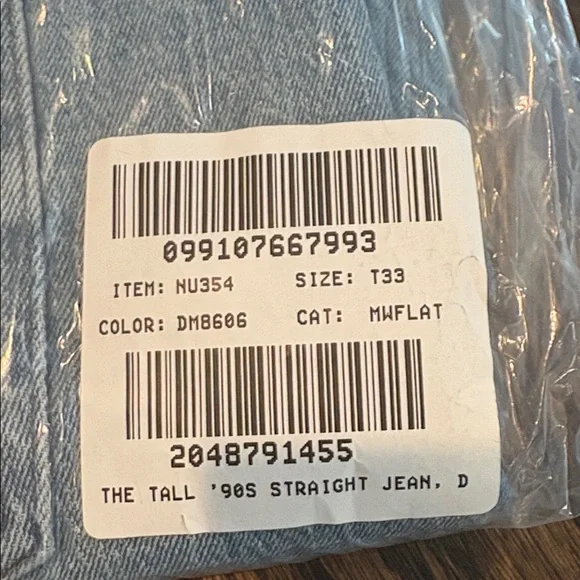 099107667993
ITEM: NU354 SIZE: T33
COLOR: DM8606 CAT: MWFLAT
2048791455
THE TALL '90S STRAIGHT JEAN, D